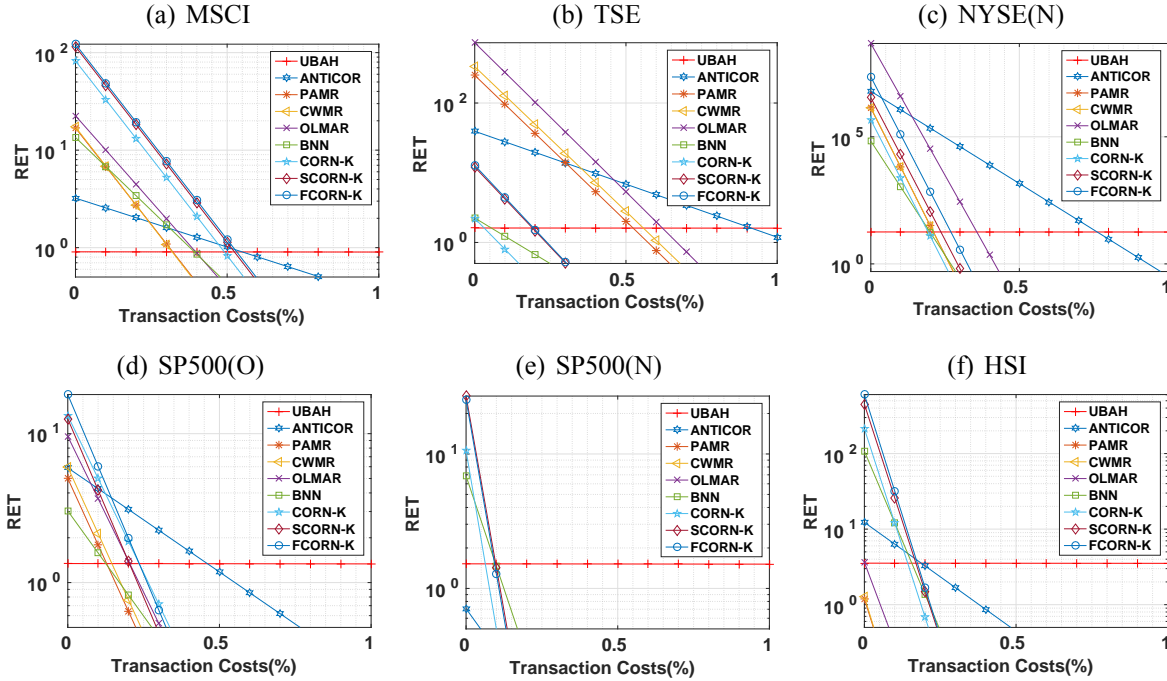 (a) MSCI
RET
10^2
10^1
10^0
0
0.5
1
Transaction Costs(%)
UBAH
ANTICOR
PAMR
CWMR
OLMAR
BNN
CORN-K
SCORN-K
FCORN-K
(b) TSE
RET
10^2
10^0
0
0.5
1
Transaction Costs(%)
UBAH
ANTICOR
PAMR
CWMR
OLMAR
BNN
CORN-K
SCORN-K
FCORN-K
(c) NYSE(N)
RET
10^5
10^0
0
0.5
1
Transaction Costs(%)
UBAH
ANTICOR
PAMR
CWMR
OLMAR
BNN
CORN-K
SCORN-K
FCORN-K
(d) SP500(O)
RET
10^1
10^0
0
0.5
1
Transaction Costs(%)
UBAH
ANTICOR
PAMR
CWMR
OLMAR
BNN
CORN-K
SCORN-K
FCORN-K
(e) SP500(N)
RET
10^1
10^0
0
0.5
1
Transaction Costs(%)
UBAH
ANTICOR
PAMR
CWMR
OLMAR
BNN
CORN-K
SCORN-K
FCORN-K
(f) HSI
RET
10^2
10^1
10^0
0
0.5
1
Transaction Costs(%)
UBAH
ANTICOR
PAMR
CWMR
OLMAR
BNN
CORN-K
SCORN-K
FCORN-K